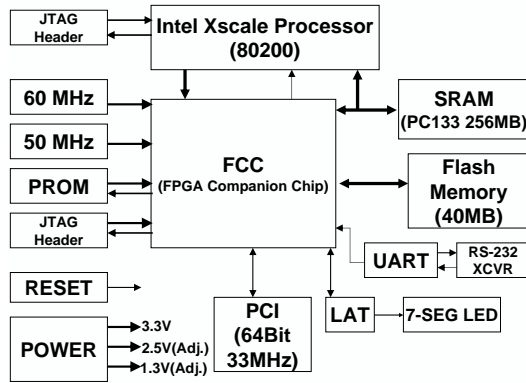 JTAG
Header
Intel Xscale Processor
(80200)
60 MHz
50 MHz
PROM
JTAG
Header
FCC
(FPGA Companion Chip)
SRAM
(PC133 256MB)
Flash
Memory
(40MB)
UART
RS-232
XCVR
RESET
PCI
(64Bit
33MHz)
LAT
7-SEG LED
POWER
3.3V
2.5V(Adj.)
1.3V(Adj.)